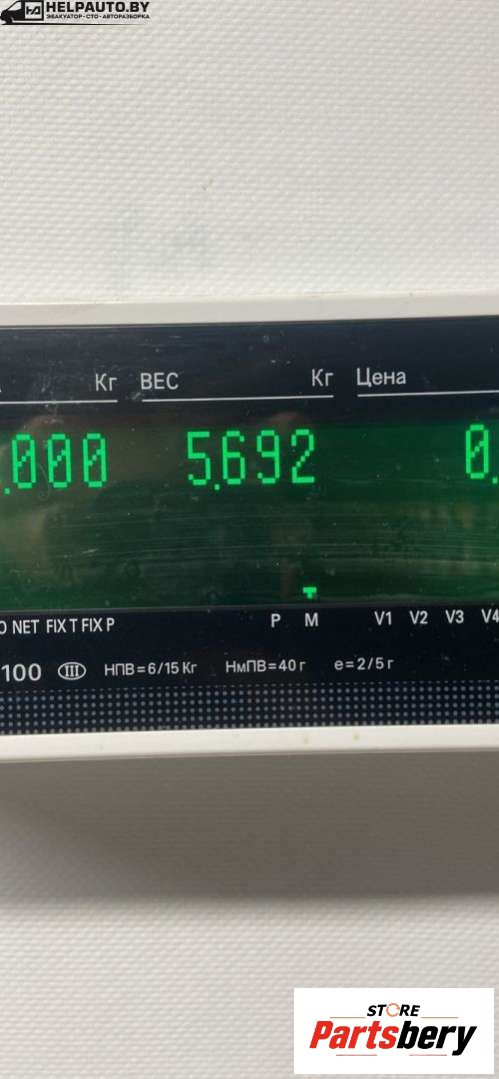 HELPAUTO.BY
ЭВАКУАТОР-СТО-АВТОРАЗБОРКА
Кг ВЕС Кг Цена
.000 5.692 0.
NET FIX T FIX P P M V1 V2 V3 V4
100 III НПВ=6/15 Кг НмПВ=40 г e=2/5 г
STORE
Partsbery